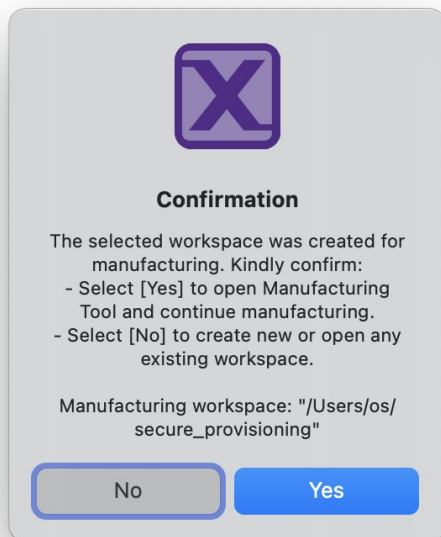 X
Confirmation
The selected workspace was created for
manufacturing. Kindly confirm:
- Select [Yes] to open Manufacturing
Tool and continue manufacturing.
- Select [No] to create new or open any
existing workspace.
Manufacturing workspace: "/Users/os/
secure_provisioning"
No
Yes